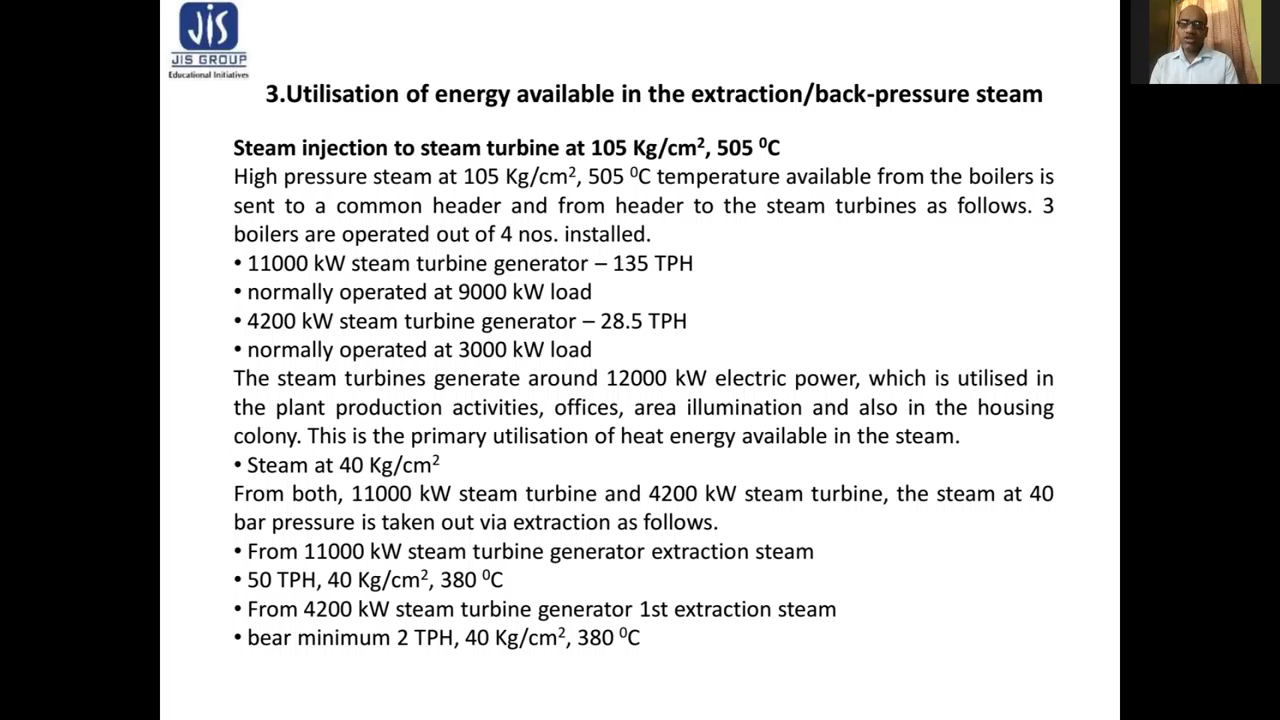 JIS
JIS GROUP
Educational Initiatives
3.Utilisation of energy available in the extraction/back-pressure steam
Steam injection to steam turbine at 105 Kg/cm², 505 ⁰C
High pressure steam at 105 Kg/cm², 505 ⁰C temperature available from the boilers is
sent to a common header and from header to the steam turbines as follows. 3
boilers are operated out of 4 nos. installed.
• 11000 kW steam turbine generator – 135 TPH
• normally operated at 9000 kW load
• 4200 kW steam turbine generator – 28.5 TPH
• normally operated at 3000 kW load
The steam turbines generate around 12000 kW electric power, which is utilised in
the plant production activities, offices, area illumination and also in the housing
colony. This is the primary utilisation of heat energy available in the steam.
• Steam at 40 Kg/cm²
From both, 11000 kW steam turbine and 4200 kW steam turbine, the steam at 40
bar pressure is taken out via extraction as follows.
• From 11000 kW steam turbine generator extraction steam
• 50 TPH, 40 Kg/cm², 380 ⁰C
• From 4200 kW steam turbine generator 1st extraction steam
• bear minimum 2 TPH, 40 Kg/cm², 380 ⁰C